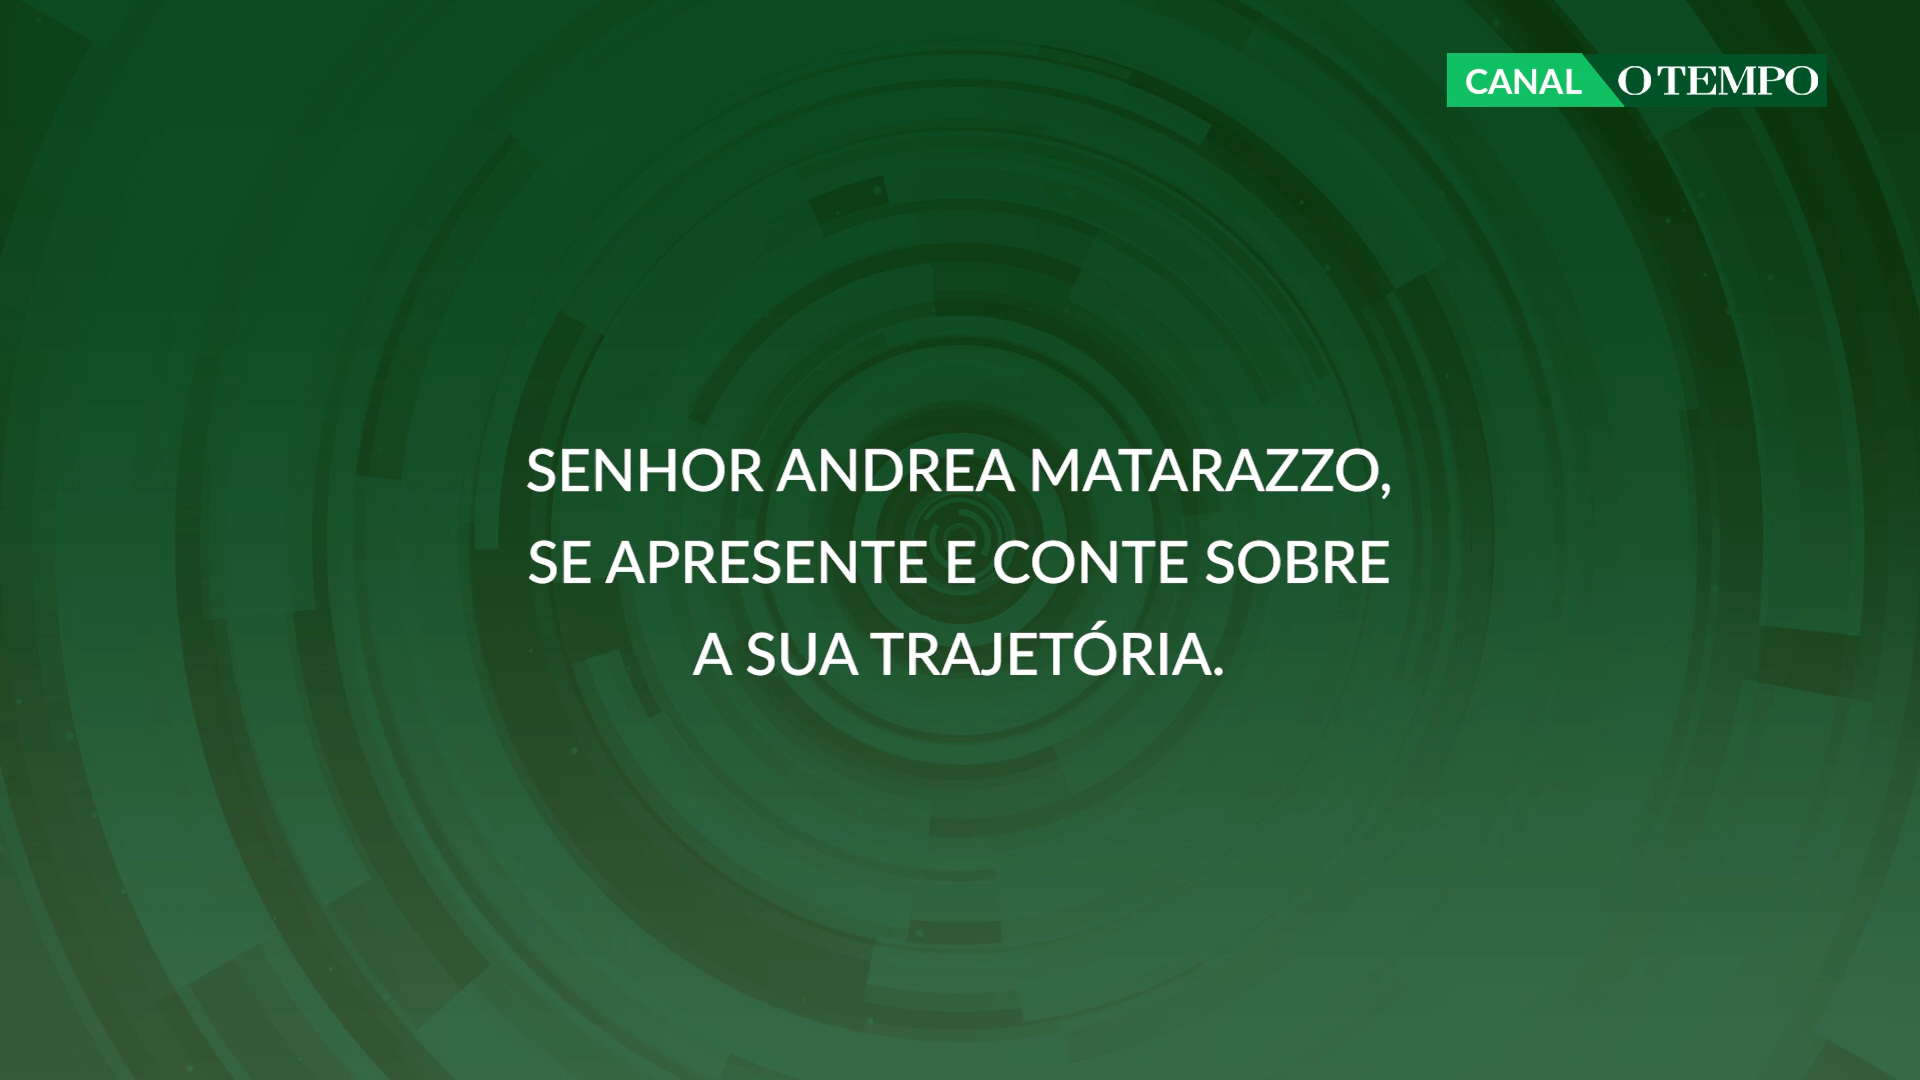 CANAL O TEMPO
SENHOR ANDREA MATARAZZO,
SE APRESENTE E CONTE SOBRE
A SUA TRAJETÓRIA.